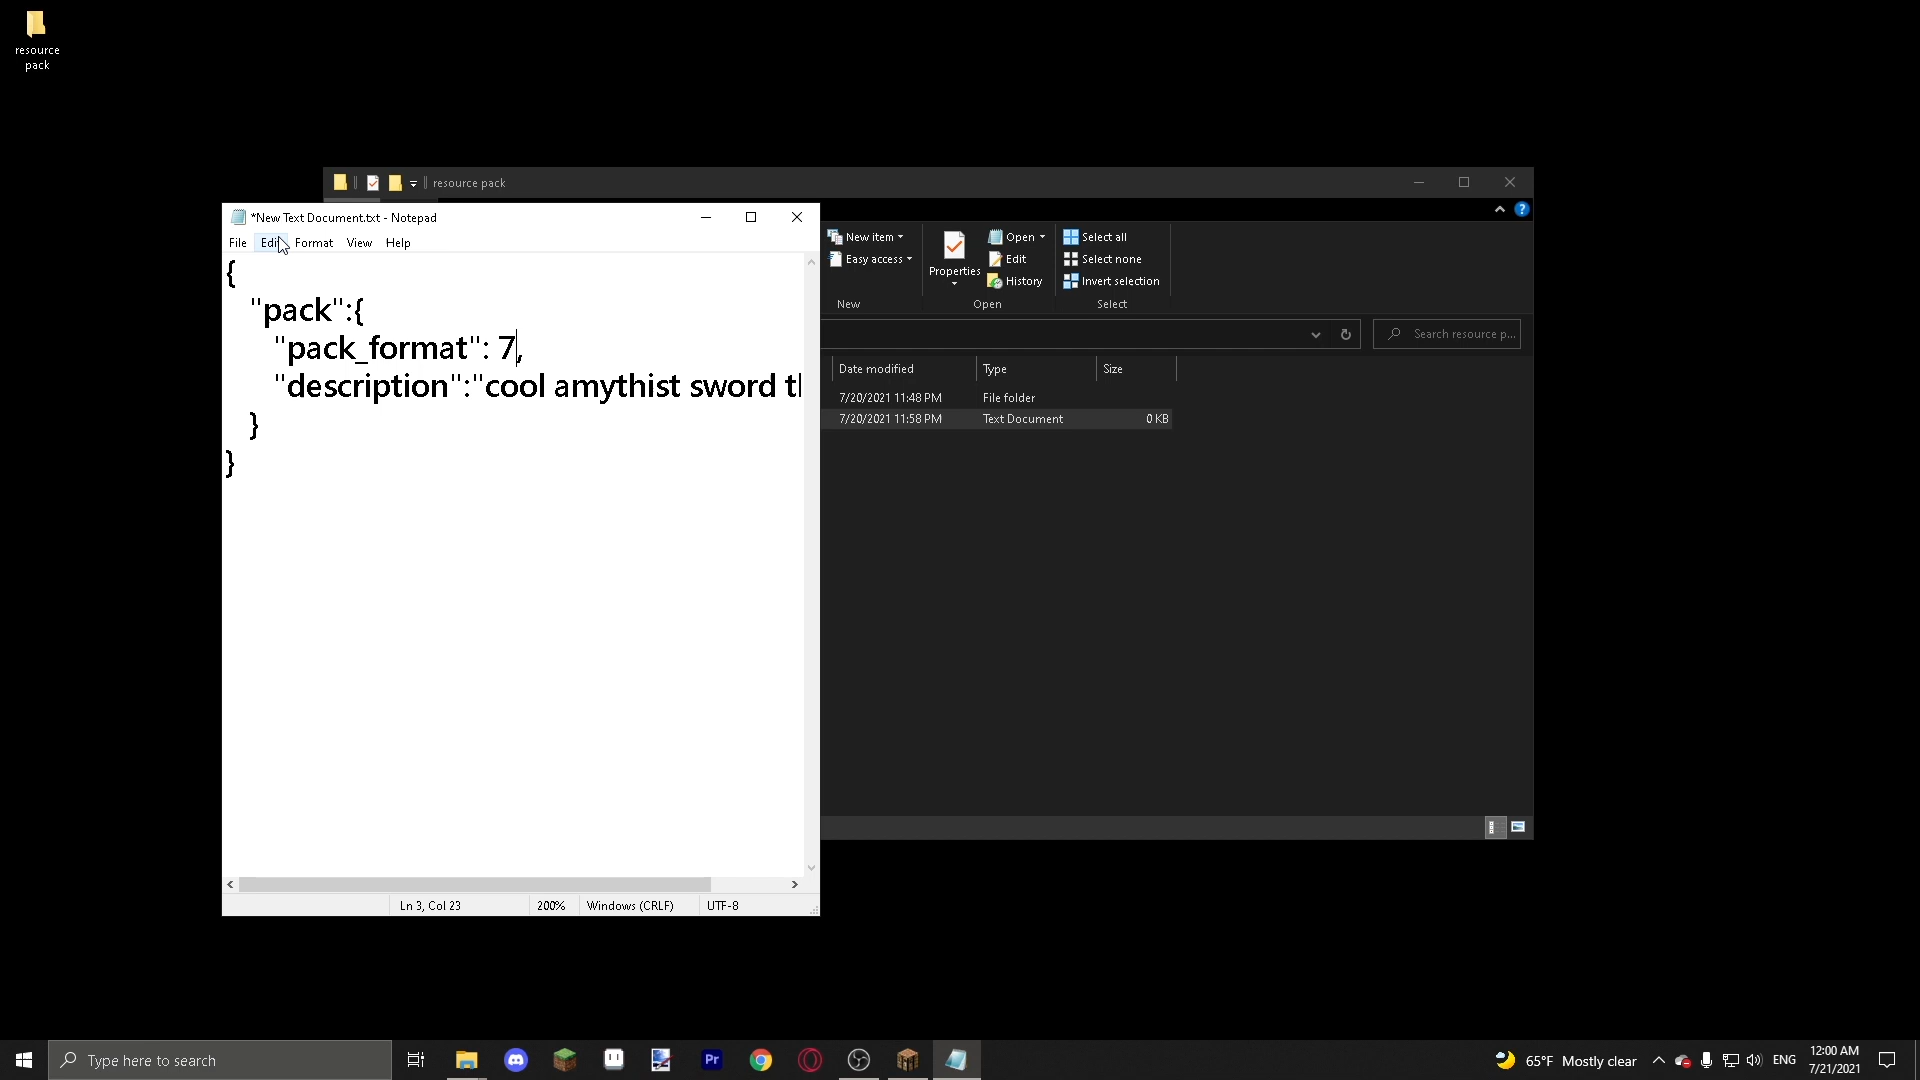 resource
pack
resource pack
*New Text Document.txt - Notepad
File Edit Format View Help
{
"pack":{
"pack_format": 7,
"description":"cool amythist sword
}
}
Ln 3, Col 23
200%
Windows (CRLF)
UTF-8
New item
Easy access
New
Properties
Open
Edit
History
Open
Select all
Select none
Invert selection
Select
Search resource p...
Date modified
Type
Size
7/20/2021 11:48 PM
File folder
7/20/2021 11:58 PM
Text Document
0 KB
Type here to search
Pr
65°F Mostly clear
ENG
12:00 AM
7/21/2021